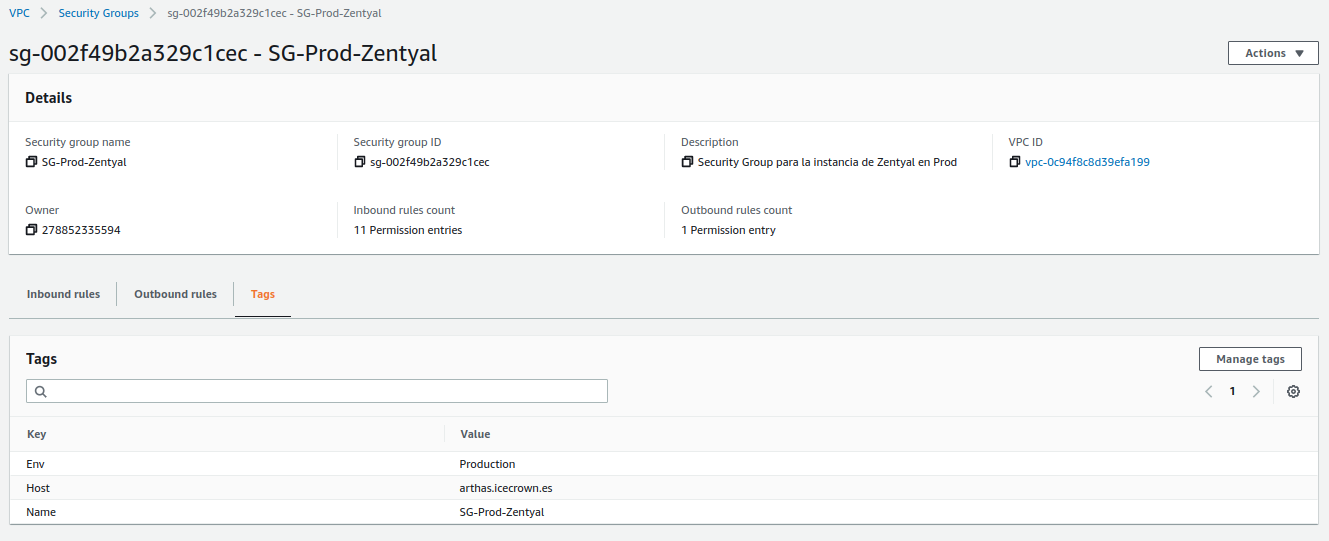 VPC > Security Groups > sg-002f49b2a329c1cec - SG-Prod-Zentyal
sg-002f49b2a329c1cec - SG-Prod-Zentyal
Actions
Details
Security group name
SG-Prod-Zentyal
Security group ID
sg-002f49b2a329c1cec
Description
Security Group para la instancia de Zentyal en Prod
VPC ID
vpc-0c94f8c8d39efa199
Owner
278852335594
Inbound rules count
11 Permission entries
Outbound rules count
1 Permission entry
Inbound rules Outbound rules Tags
Tags
Manage tags
1
Key Value
Env Production
Host arthas.icecrown.es
Name SG-Prod-Zentyal